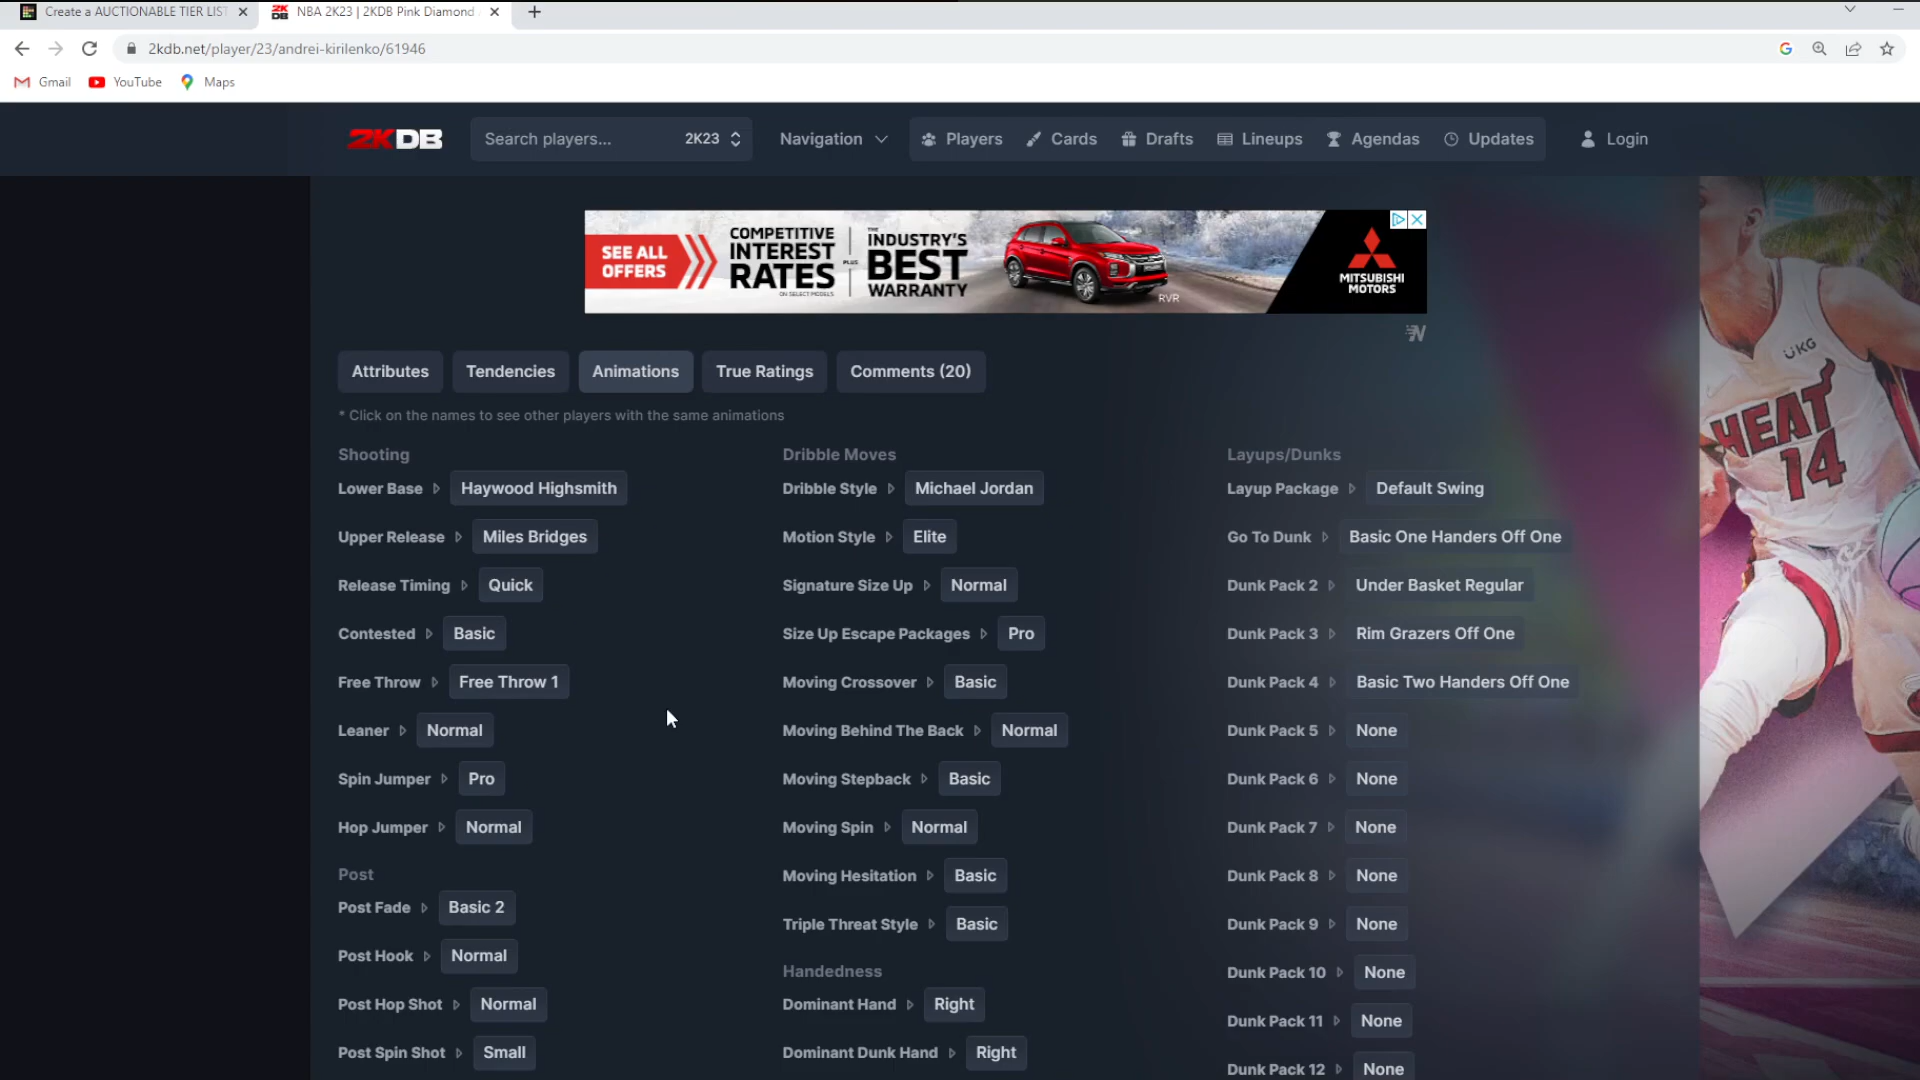 Create a AUCTIONABLE TIER LIST
NBA 2K23 | 2KDB Pink Diamond
2kdb.net/player/23/andrei-kirilenko/61946
Gmail YouTube Maps
2KDB
Search players... 2K23
Navigation Players Cards Drafts Lineups Agendas Updates Login
SEE ALL OFFERS
COMPETITIVE INTEREST RATES
ON SELECT MODELS
PLUS
THE INDUSTRY'S BEST WARRANTY
RVR
MITSUBISHI MOTORS
Attributes Tendencies Animations True Ratings Comments (20)
* Click on the names to see other players with the same animations
Shooting
Lower Base Haywood Highsmith
Upper Release Miles Bridges
Release Timing Quick
Contested Basic
Free Throw Free Throw 1
Leaner Normal
Spin Jumper Pro
Hop Jumper Normal
Post
Post Fade Basic 2
Post Hook Normal
Post Hop Shot Normal
Post Spin Shot Small
Dribble Moves
Dribble Style Michael Jordan
Motion Style Elite
Signature Size Up Normal
Size Up Escape Packages Pro
Moving Crossover Basic
Moving Behind The Back Normal
Moving Stepback Basic
Moving Spin Normal
Moving Hesitation Basic
Triple Threat Style Basic
Handedness
Dominant Hand Right
Dominant Dunk Hand Right
Layups/Dunks
Layup Package Default Swing
Go To Dunk Basic One Handers Off One
Dunk Pack 2 Under Basket Regular
Dunk Pack 3 Rim Grazers Off One
Dunk Pack 4 Basic Two Handers Off One
Dunk Pack 5 None
Dunk Pack 6 None
Dunk Pack 7 None
Dunk Pack 8 None
Dunk Pack 9 None
Dunk Pack 10 None
Dunk Pack 11 None
Dunk Pack 12 None
UKG
HEAT
14